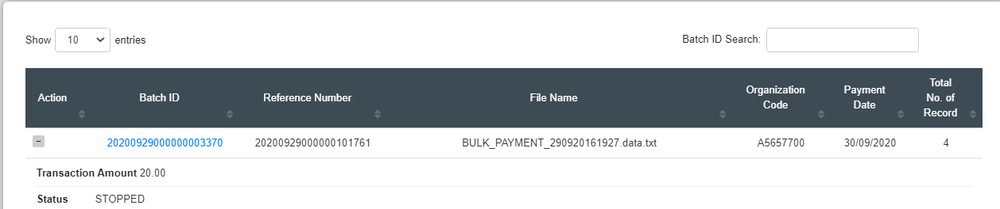 Show 10 entries Batch ID Search:
Action Batch ID Reference Number File Name Organization Code Payment Date Total No. of Record
− 20200929000000003370 20200929000000101761 BULK_PAYMENT_290920161927.data.txt A5657700 30/09/2020 4
Transaction Amount 20.00
Status STOPPED